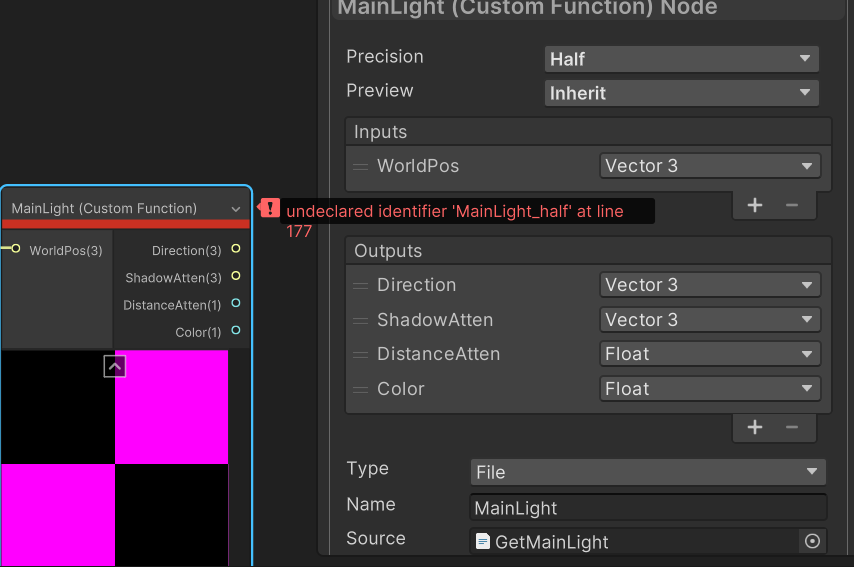 MainLight (Custom Function) Node
Precision
Half
Preview
Inherit
Inputs
WorldPos
Vector 3
MainLight (Custom Function)
undeclared identifier 'MainLight_half' at line
177
WorldPos(3)
Direction(3)
ShadowAtten(3)
DistanceAtten(1)
Color(1)
Outputs
Direction
Vector 3
ShadowAtten
Vector 3
DistanceAtten
Float
Color
Float
Type
File
Name
MainLight
Source
GetMainLight